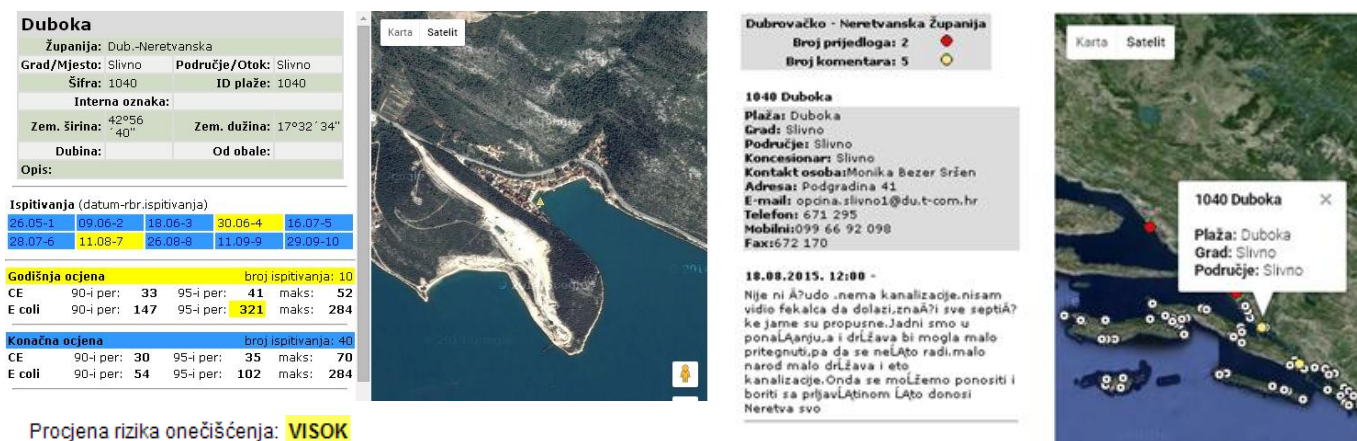 Duboka
Županija: Dub.-Neretvanska
Grad/Mjesto: Slivno Područje/Otok: Slivno
Šifra: 1040 ID plaže: 1040
Interna oznaka:
Zem. širina: 42°56´40" Zem. dužina: 17°32´34"
Dubina: Od obale:
Opis:
Ispitivanja (datum-rbr.ispitivanja)
26.05-1 09.06-2 18.06-3 30.06-4 16.07-5
28.07-6 11.08-7 26.08-8 11.09-9 29.09-10
Godišnja ocjena broj ispitivanja: 10
CE 90-i per: 33 95-i per: 41 maks: 52
E coli 90-i per: 147 95-i per: 321 maks: 284
Konačna ocjena broj ispitivanja: 40
CE 90-i per: 30 95-i per: 35 maks: 70
E coli 90-i per: 54 95-i per: 102 maks: 284
Procjena rizika onečišćenja: VISOK
Karta Satelit
Dubrovačko - Neretvanska Županija
Broj prijedloga: 2
Broj komentara: 5
1040 Duboka
Plaža: Duboka
Grad: Slivno
Područje: Slivno
Koncesionar: Slivno
Kontakt osoba:Monika Bezer Sršen
Adresa: Podgradina 41
E-mail: opcina.slivno1@du.t-com.hr
Telefon: 671 295
Mobilni:099 66 92 098
Fax:672 170
18.08.2015. 12:00 -
Nije ni Ä?udo .nema kanalizacije.nisam
vidio fekalca da dolazi,znaÄ?i sve septiÄ?
ke jame su propusne.Jadni smo u
ponaĹĄanju,a i drĹžava bi mogla malo
pritegnuti,pa da se neĹĄto radi.malo
narod malo drĹžava i eto
kanalizacije.Onda se moĹžemo ponositi i
boriti sa prljavĹĄtinom ĹĄto donosi
Neretva svo
Karta Satelit
1040 Duboka
Plaža: Duboka
Grad: Slivno
Područje: Slivno